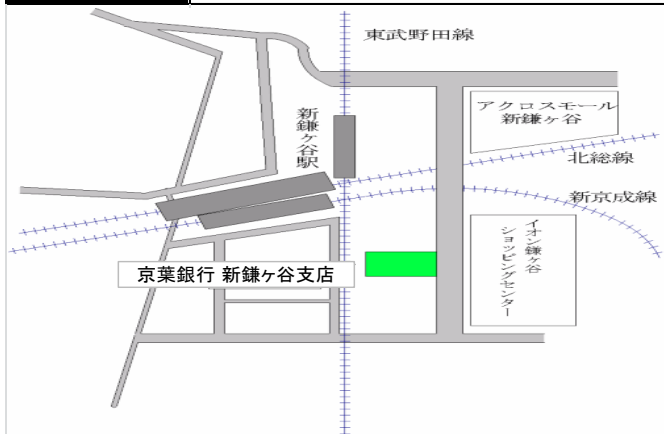 東武野田線
アクロスモール
新鎌ヶ谷
新鎌ヶ谷駅
北総線
新京成線
イオン鎌ヶ谷
ショッピングセンター
京葉銀行 新鎌ヶ谷支店